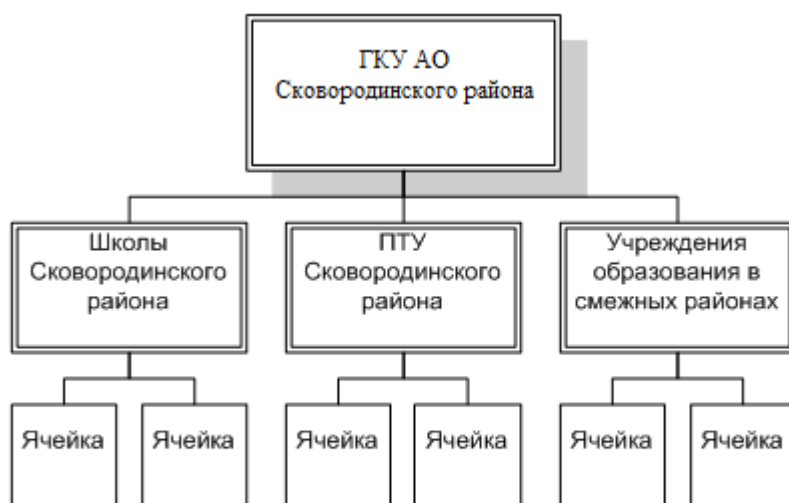 ГКУ АО
Сковородинского района
Школы
Сковородинского
района
ПТУ
Сковородинского
района
Учреждения
образования в
смежных районах
Ячейка
Ячейка
Ячейка
Ячейка
Ячейка
Ячейка